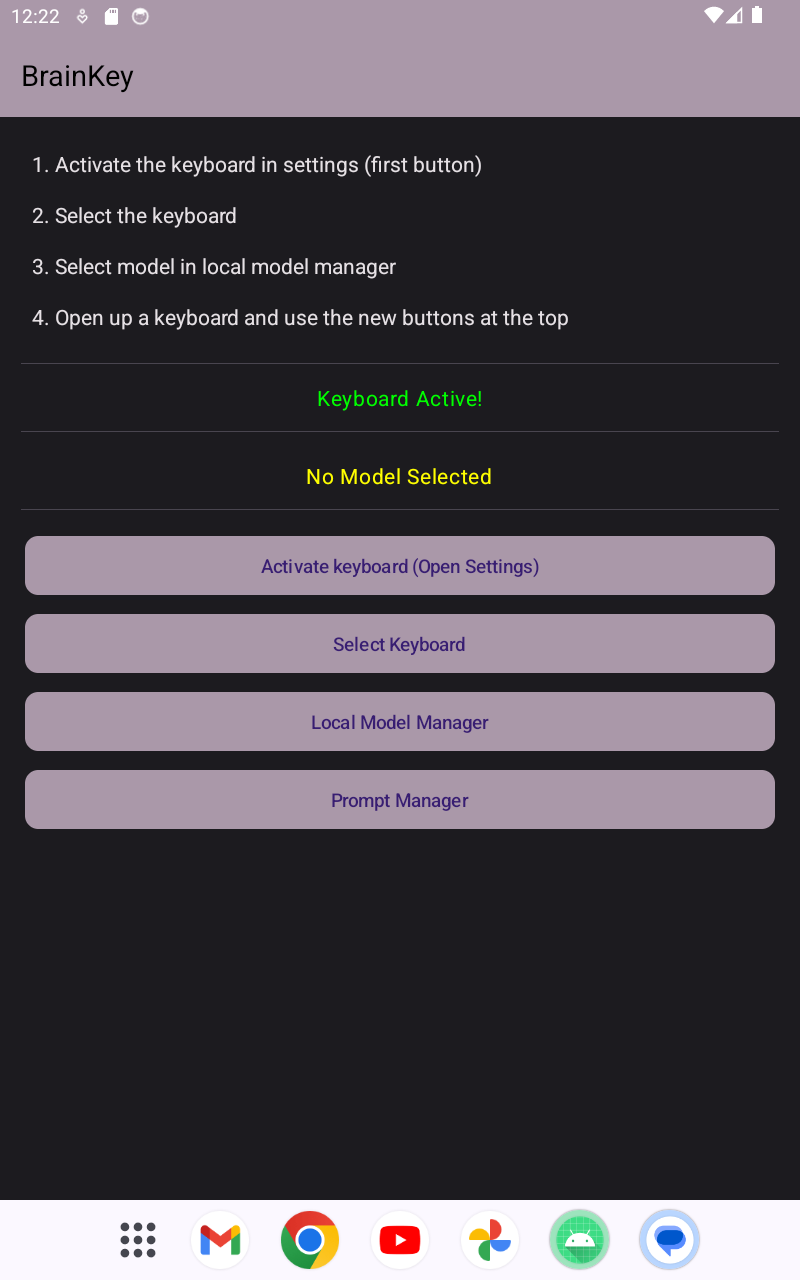 12:22
BrainKey
1. Activate the keyboard in settings (first button)
2. Select the keyboard
3. Select model in local model manager
4. Open up a keyboard and use the new buttons at the top
Keyboard Active!
No Model Selected
Activate keyboard (Open Settings)
Select Keyboard
Local Model Manager
Prompt Manager